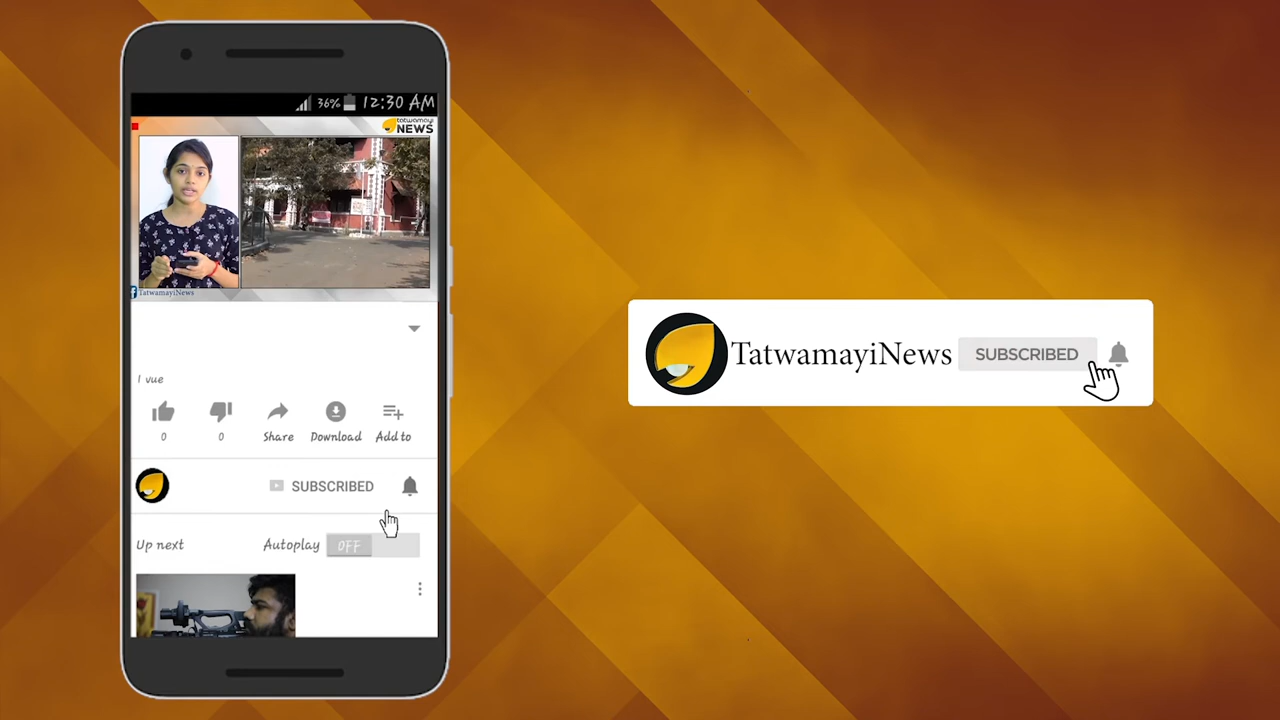 36% 12:30 AM
tatwamayi
NEWS
TatwamayiNews
1 vue
0 0 Share Download Add to
SUBSCRIBED
Up next Autoplay OFF
TatwamayiNews SUBSCRIBED